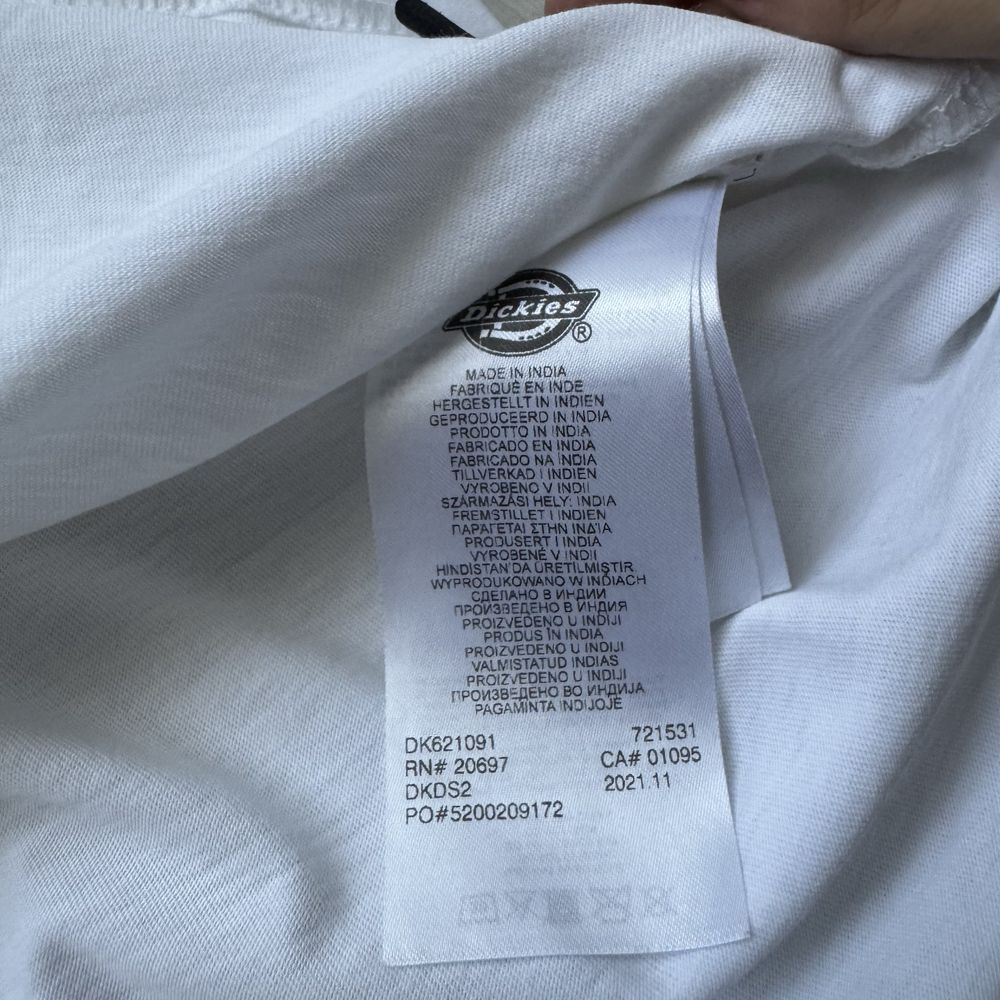 Dickies®
MADE IN INDIA
FABRIQUÉ EN INDE
HERGESTELLT IN INDIEN
GEPRODUCEERD IN INDIA
PRODOTTO IN INDIA
FABRICADO EN INDIA
FABRICADO NA INDIA
TILLVERKAD I INDIEN
VYROBENO V INDII
SZÁRMAZÁSI HELY: INDIA
FREMSTILLET I INDIEN
ΠΑΡΑΓΕΤΑΙ ΣΤΗΝ ΙΝΔΙΑ
PRODUSERT I INDIA
VYROBENÉ V INDII
HINDISTAN'DA ÜRETILMIŞTIR
WYPRODUKOWANO W INDIACH
СДЕЛАНО В ИНДИИ
ПРОИЗВЕДЕНО В ИНДИЯ
PROIZVEDENO U INDIJI
PRODUS ÎN INDIA
PROIZVEDENO U INDIJI
VALMISTATUD INDIAS
PROIZVEDENO U INDIJI
ПРОИЗВЕДЕНО ВО ИНДИЈА
PAGAMINTA INDIJOJE
DK621091 721531
RN# 20697 CA# 01095
DKDS2 2021.11
PO#5200209172